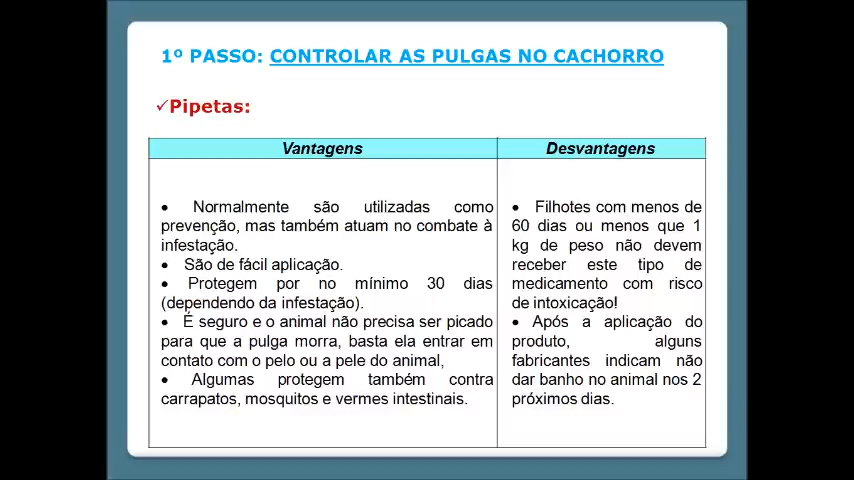 1º PASSO: CONTROLAR AS PULGAS NO CACHORRO
✓Pipetas:
Vantagens
• Normalmente são utilizadas como
prevenção, mas também atuam no combate à
infestação.
• São de fácil aplicação.
• Protegem por no mínimo 30 dias
(dependendo da infestação).
• É seguro e o animal não precisa ser picado
para que a pulga morra, basta ela entrar em
contato com o pelo ou a pele do animal,
• Algumas protegem também contra
carrapatos, mosquitos e vermes intestinais.
Desvantagens
• Filhotes com menos de
60 dias ou menos que 1
kg de peso não devem
receber este tipo de
medicamento com risco
de intoxicação!
• Após a aplicação do
produto, alguns
fabricantes indicam não
dar banho no animal nos 2
próximos dias.